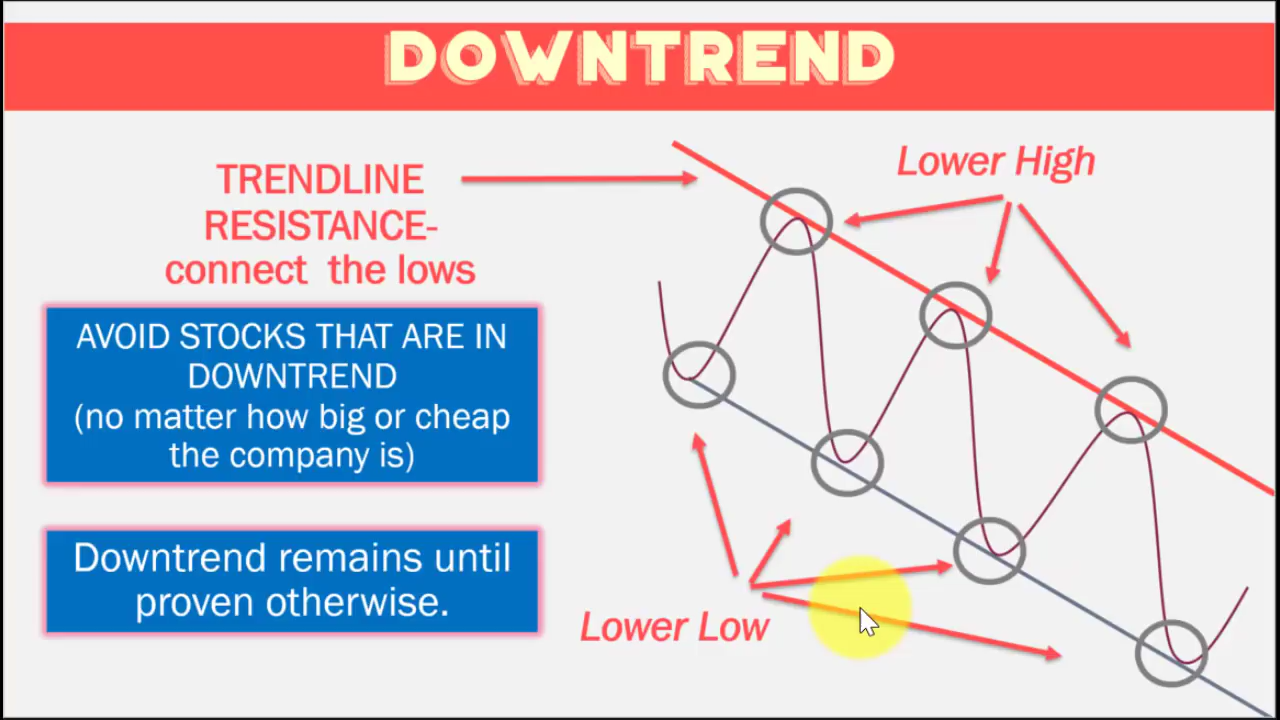 DOWNTREND
TRENDLINE
RESISTANCE-
connect the lows
Lower High
AVOID STOCKS THAT ARE IN
DOWNTREND
(no matter how big or cheap
the company is)
Downtrend remains until
proven otherwise.
Lower Low